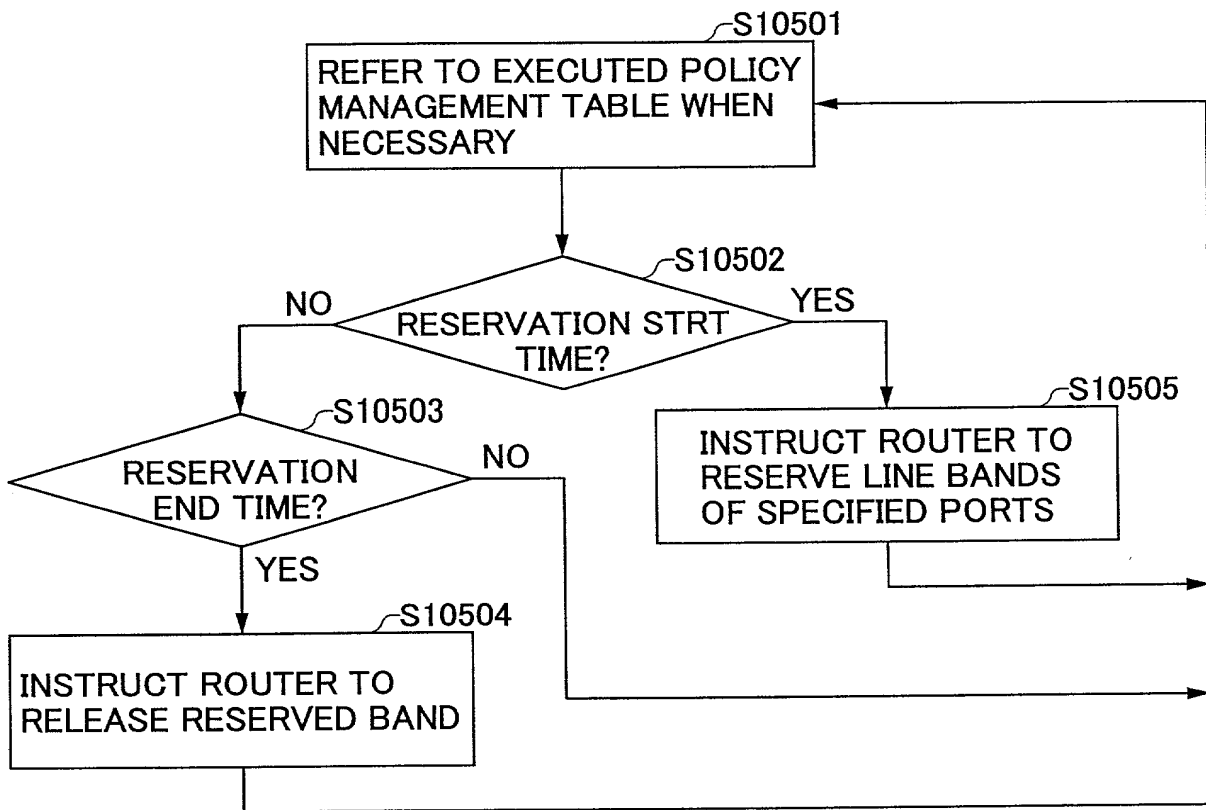 S10501
REFER TO EXECUTED POLICY
MANAGEMENT TABLE WHEN
NECESSARY
S10502
NO
YES
RESERVATION STRT
TIME?
S10503
S10505
RESERVATION
END TIME?
NO
INSTRUCT ROUTER TO
RESERVE LINE BANDS
OF SPECIFIED PORTS
YES
S10504
INSTRUCT ROUTER TO
RELEASE RESERVED BAND